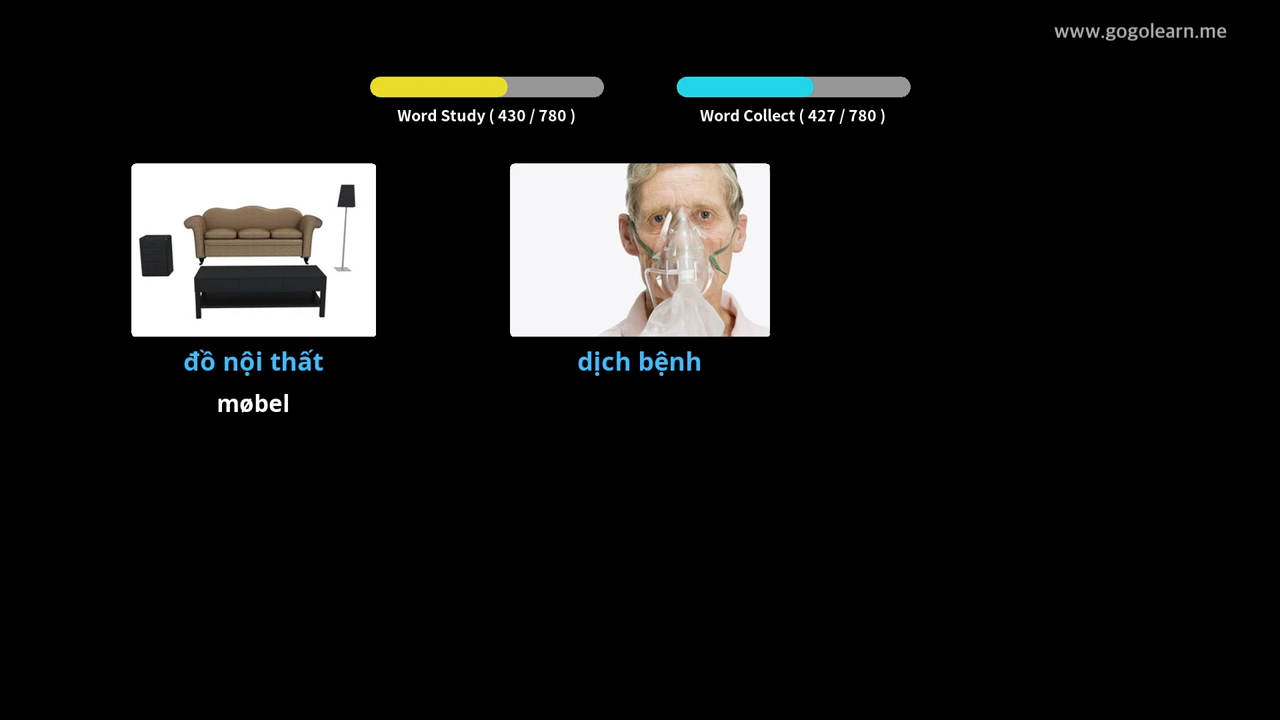 www.gogolearn.me
Word Study ( 430 / 780 )
Word Collect ( 427 / 780 )
đồ nội thất
dịch bệnh
møbel